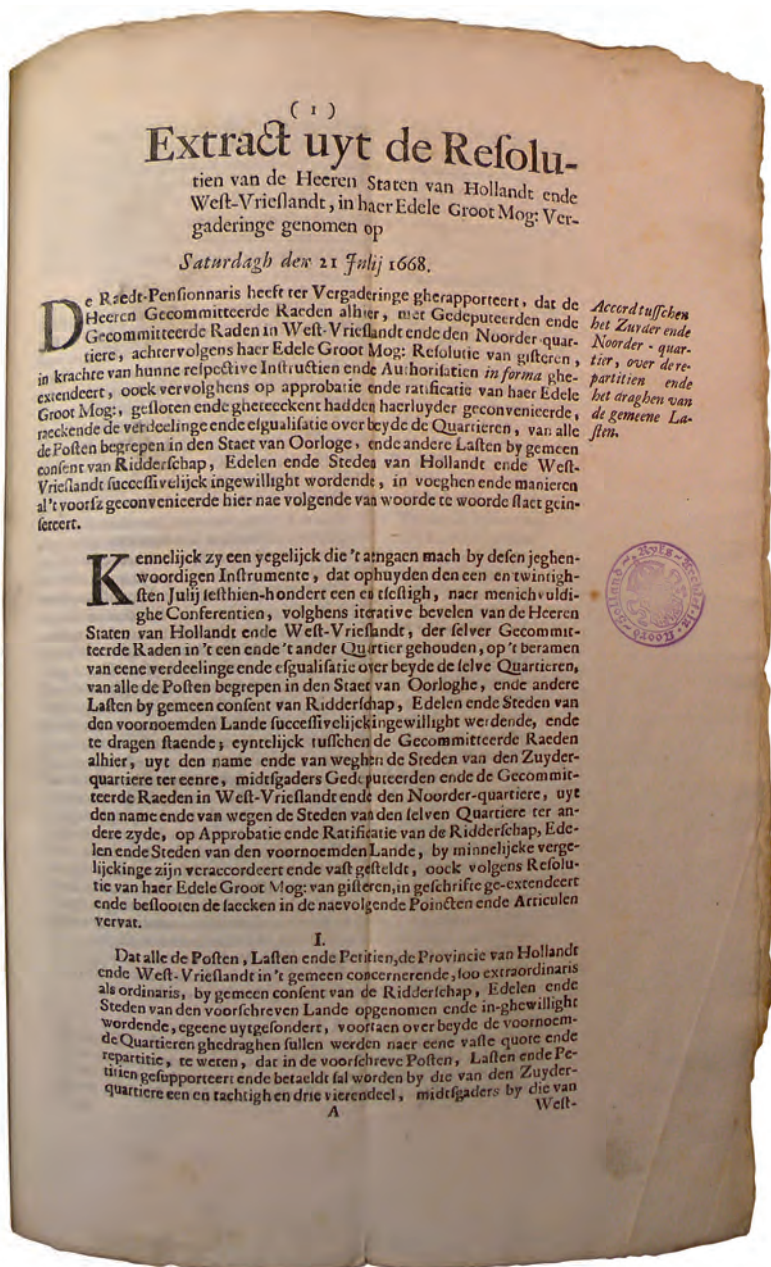 ( 1 )
Extract uyt de Reſolu-
tien van de Heeren Staten van Hollandt ende
Weſt-Vrieſlandt, in haer Edele Groot Mog: Ver-
gaderinge genomen op
Saturdagh den 21 Julij 1668.
De Raedt-Penſionnaris heeft ter Vergaderinge gherapporteert, dat de
Heeren Gecommitteerde Raeden alhier, met Gedeputeerden ende
Gecommitteerde Raden in Weſt-Vrieſlandt ende den Noorder-quar-
tiere, achtervolgens haer Edele Groot Mog: Reſolutie van giſteren,
in krachte van hunne reſpective Inſtructien ende Authoriſatien in forma ghe-
extendeert, oock vervolghens op approbatie ende ratificatie van haer Edele
Groot Mog:, geſloten ende ghereeckent hadden haerluyder geconvenieerde,
raeckende de verdeelinge ende eſgualiſatie over beyde de Quartieren, van alle
de Poſten begrepen in den Staet van Oorloge, ende andere Laſten by gemeen
conſent van Ridderſchap, Edelen ende Steden van Hollandt ende Weſt-
Vrieſlandt ſucceſſivelijck ingewillight wordende, in voeghen ende manieren
al't voorſz geconvenieerde hier nae volgende van woorde te woorde ſtaet gein-
ſereert.
Accord tuſſchen
het Zuyder ende
Noorder-quar-
tier, over de re-
partitien ende
het draghen van
de gemeene La-
ſten.
Kennelijck zy een yegelijck die 't aengaen mach by deſen jeghen-
woordigen Inſtrumente, dat op huyden den een en twintigh-
ſten Julij ſeſthien-hondert een en tſeſtigh, naer menichvuldi-
ghe Conferentien, volghens iterative bevelen van de Heeren
Staten van Hollandt ende Weſt-Vrieſlandt, der ſelver Gecommit-
teerde Raden in 't een ende 't ander Quartier gehouden, op 't beramen
van eene verdeelinge ende eſgualiſatie over beyde de ſelve Quartieren,
van alle de Poſten begrepen in den Staet van Oorloghe, ende andere
Laſten by gemeen conſent van Ridderſchap, Edelen ende Steden van
den voornoemden Lande ſucceſſivelijck ingewillight werdende, ende
te dragen ſtaende; eyntelijck tuſſchen de Gecommitteerde Raeden
alhier, uyt den name ende van weghen de Steden van den Zuyder-
quartiere ter eenre, midtſgaders Gedeputeerden ende de Gecommit-
teerde Raeden in Weſt-Vrieſlandt ende den Noorder-quartiere, uyt
den name ende van wegen de Steden van den ſelven Quartiere ter an-
dere zyde, op Approbatie ende Ratificatie van de Ridderſchap, Ede-
len ende Steden van den voornoemden Lande, by minnelijcke verge-
lijckinge zijn veraccordeert ende vaſt geſteldt, oock volgens Reſolu-
tie van haer Edele Groot Mog: van giſteren, in geſchrifte ge-extendeert
ende beſlooten de ſaecken in de naevolgende Poincten ende Articulen
vervat.
I.
Dat alle de Poſten, Laſten ende Petitien, de Provincie van Hollandt
ende Weſt-Vrieſlandt in 't gemeen concernerende, ſoo extraordinaris
als ordinaris, by gemeen conſent van de Ridderſchap, Edelen ende
Steden van den voorſchreven Lande opgenomen ende in-ghewillight
wordende, egeene uytgeſondert, voortaen over beyde de voornoem-
de Quartieren ghedraghen ſullen werden naer eene vaſte quote ende
repartitie, te weten, dat in de voorſchreve Poſten, Laſten ende Pe-
titien geſupporteert ende betaeldt ſal worden by die van den Zuyder-
quartiere een en tachtigh en drie vierendeel, midtſgaders by die van
A
Weſt-